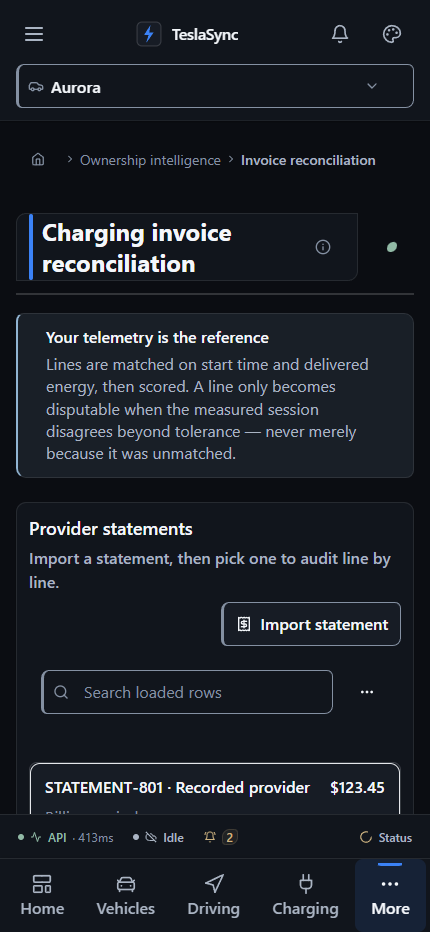 TeslaSync
Aurora
Ownership intelligence
Invoice reconciliation
Charging invoice
reconciliation
Your telemetry is the reference
Lines are matched on start time and delivered
energy, then scored. A line only becomes
disputable when the measured session
disagrees beyond tolerance — never merely
because it was unmatched.
Provider statements
Import a statement, then pick one to audit line by
line.
Import statement
Search loaded rows
STATEMENT-801 · Recorded provider $123.45
API · 413ms Idle 2 Status
Home Vehicles Driving Charging More